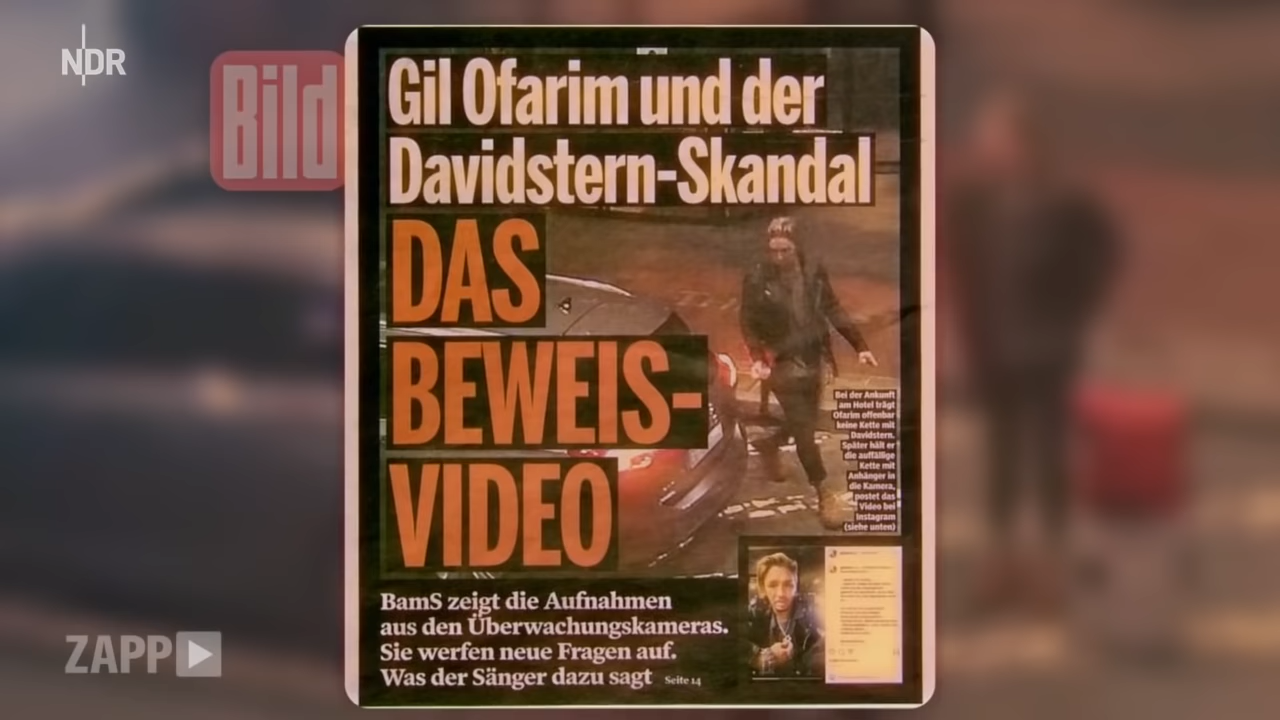 NDR
Bild
Gil Ofarim und der
Davidstern-Skandal
DAS
BEWEIS-
VIDEO
Bei der Ankunft
am Hotel trägt
Ofarim offenbar
keine Kette mit
Davidstern.
Später hält er
die auffällige
Kette mit
Anhänger in
die Kamera,
postet das
Video bei
Instagram
(siehe unten)
BamS zeigt die Aufnahmen
aus den Überwachungskameras.
Sie werfen neue Fragen auf.
Was der Sänger dazu sagt Seite 14
ZAPP